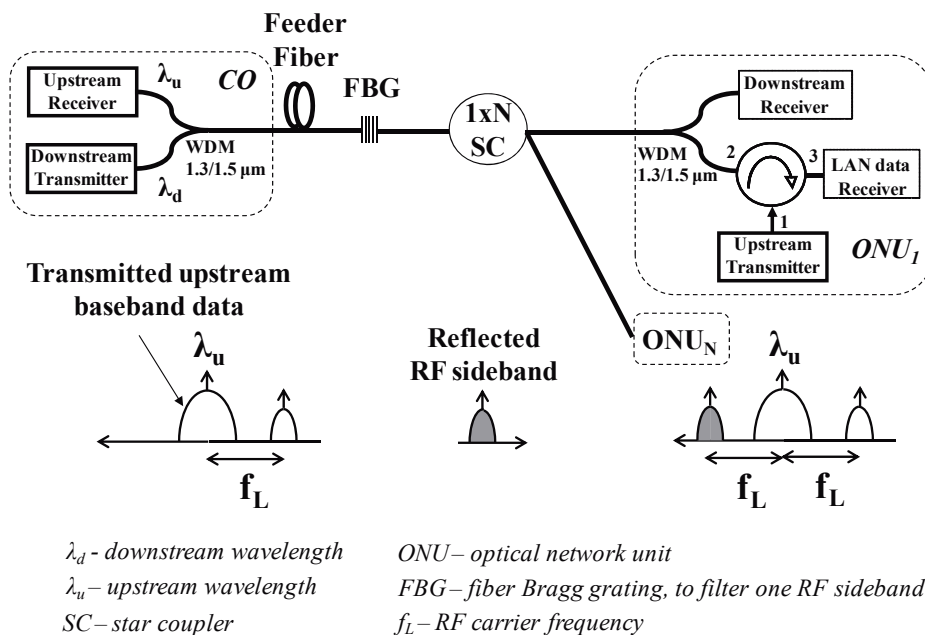 Feeder
Fiber
CO
FBG
Upstream
Receiver
λu
Downstream
Transmitter
λd
WDM
1.3/1.5 μm
1xN
SC
Downstream
Receiver
WDM
1.3/1.5 μm
2
3
1
LAN data
Receiver
Upstream
Transmitter
ONU1
ONUN
Transmitted upstream
baseband data
λu
fL
Reflected
RF sideband
λu
fL
fL
λd - downstream wavelength
λu – upstream wavelength
SC – star coupler
ONU – optical network unit
FBG – fiber Bragg grating, to filter one RF sideband
fL – RF carrier frequency